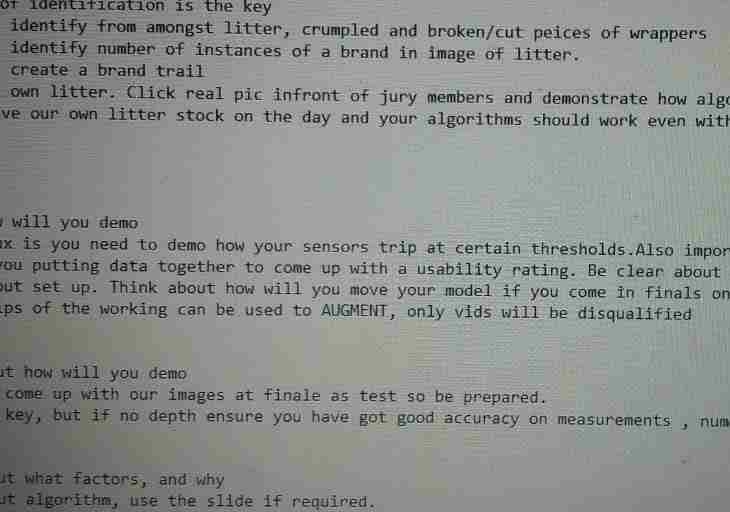 of identification is the key
identify from amongst litter, crumpled and broken/cut peices of wrappers
identify number of instances of a brand in image of litter.
create a brand trail
own litter. Click real pic infront of jury members and demonstrate how algo
ve our own litter stock on the day and your algorithms should work even with
will you demo
ux is you need to demo how your sensors trip at certain thresholds.Also impor
you putting data together to come up with a usability rating. Be clear about
out set up. Think about how will you move your model if you come in finals on
ips of the working can be used to AUGMENT, only vids will be disqualified
ut how will you demo
come up with our images at finale as test so be prepared.
key, but if no depth ensure you have got good accuracy on measurements , num
ut what factors, and why
ut algorithm, use the slide if required.